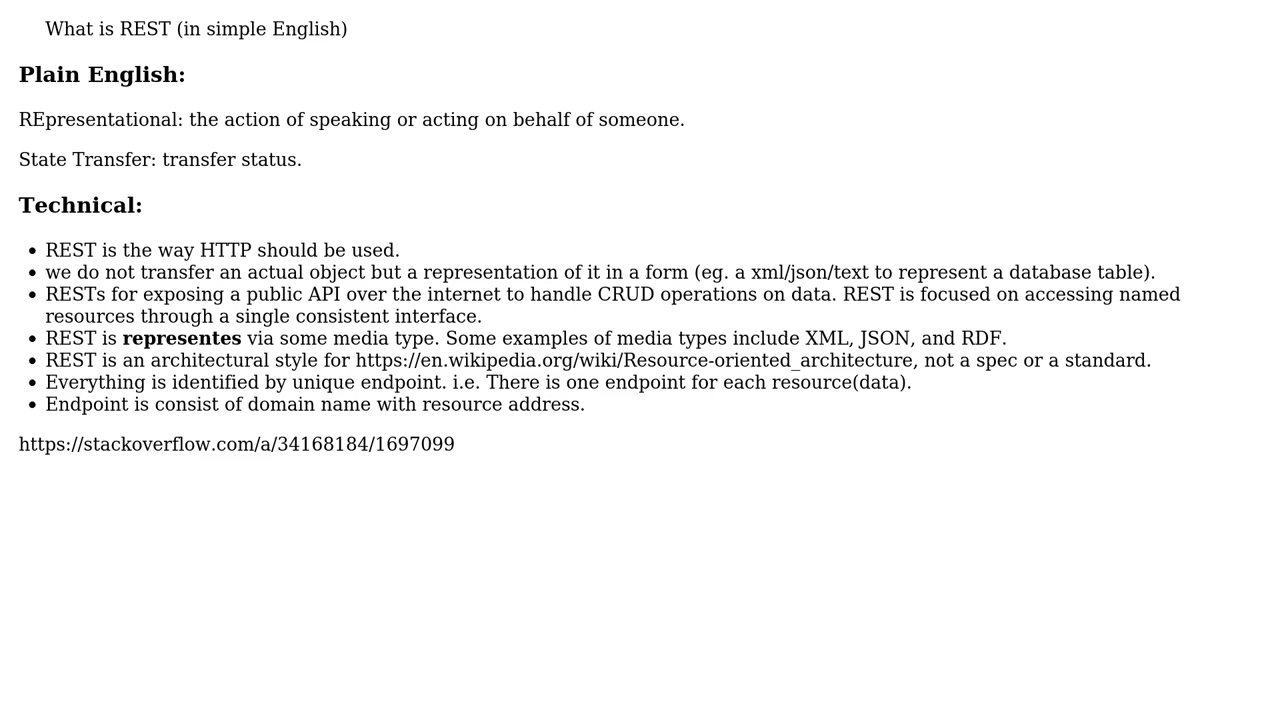 What is REST (in simple English)
Plain English:
REpresentational: the action of speaking or acting on behalf of someone.
State Transfer: transfer status.
Technical:
• REST is the way HTTP should be used.
• we do not transfer an actual object but a representation of it in a form (eg. a xml/json/text to represent a database table).
• RESTs for exposing a public API over the internet to handle CRUD operations on data. REST is focused on accessing named
resources through a single consistent interface.
• REST is representes via some media type. Some examples of media types include XML, JSON, and RDF.
• REST is an architectural style for https://en.wikipedia.org/wiki/Resource-oriented_architecture, not a spec or a standard.
• Everything is identified by unique endpoint. i.e. There is one endpoint for each resource(data).
• Endpoint is consist of domain name with resource address.
https://stackoverflow.com/a/34168184/1697099